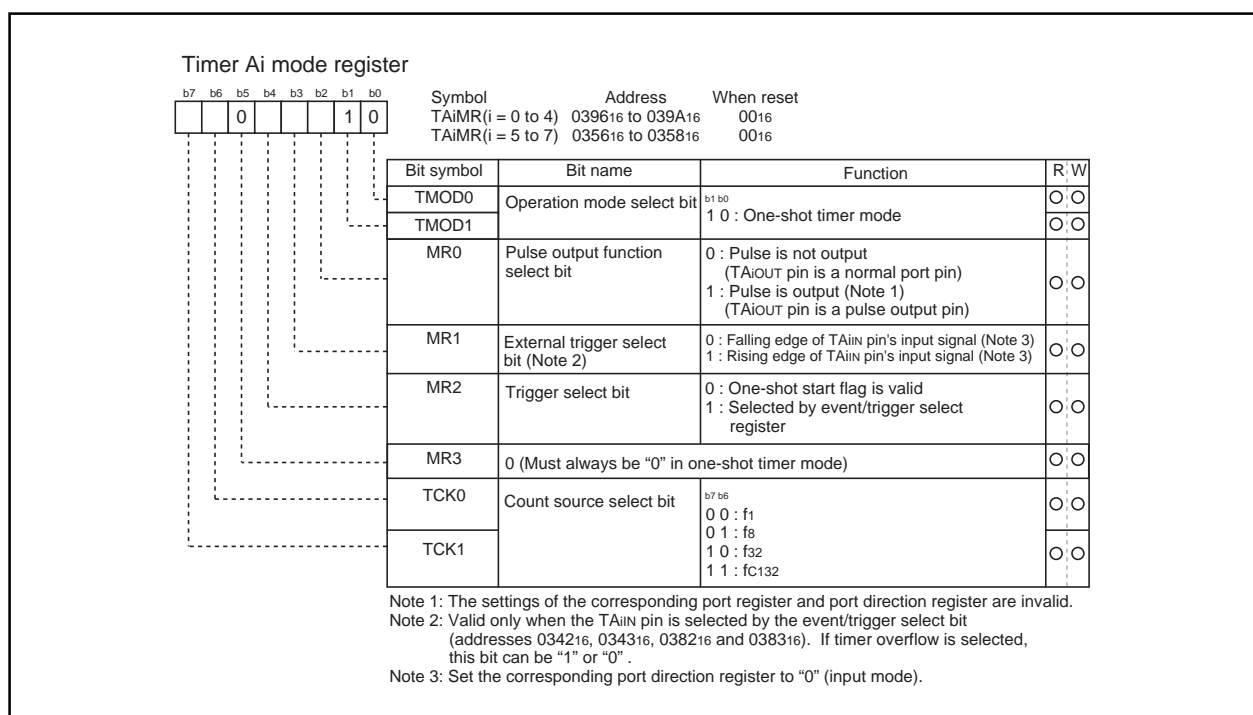 Timer Ai mode register
b7 b6 b5 b4 b3 b2 b1 b0
0 1 0
Symbol Address When reset
TAiMR(i = 0 to 4) 039616 to 039A16 0016
TAiMR(i = 5 to 7) 035616 to 035816 0016
Bit symbol Bit name Function R W
TMOD0 Operation mode select bit b1 b0
1 0 : One-shot timer mode
TMOD1
MR0 Pulse output function select bit 0 : Pulse is not output
(TAiOUT pin is a normal port pin)
1 : Pulse is output (Note 1)
(TAiOUT pin is a pulse output pin)
MR1 External trigger select bit (Note 2) 0 : Falling edge of TAiIN pin's input signal (Note 3)
1 : Rising edge of TAiIN pin's input signal (Note 3)
MR2 Trigger select bit 0 : One-shot start flag is valid
1 : Selected by event/trigger select
register
MR3 0 (Must always be “0” in one-shot timer mode)
TCK0 Count source select bit b7 b6
0 0 : f1
0 1 : f8
TCK1 1 0 : f32
1 1 : fC132
Note 1: The settings of the corresponding port register and port direction register are invalid.
Note 2: Valid only when the TAiIN pin is selected by the event/trigger select bit
(addresses 034216, 034316, 038216 and 038316). If timer overflow is selected,
this bit can be “1” or “0” .
Note 3: Set the corresponding port direction register to “0” (input mode).